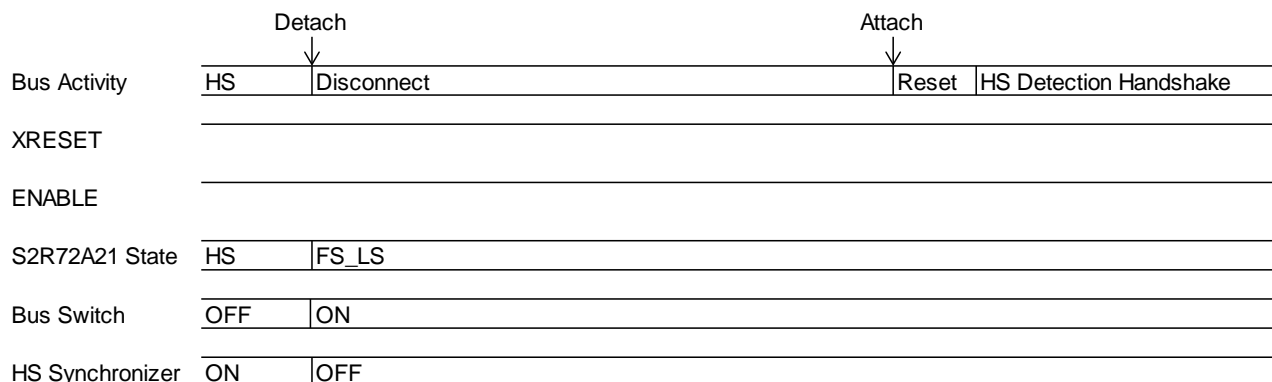 Detach Attach
Bus Activity HS Disconnect Reset HS Detection Handshake
XRESET
ENABLE
S2R72A21 State HS FS_LS
Bus Switch OFF ON
HS Synchronizer ON OFF